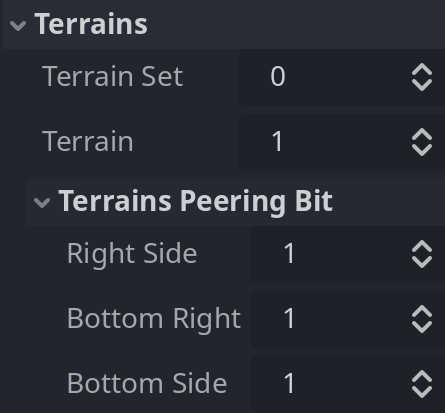 Terrains
Terrain Set 0
Terrain 1
Terrains Peering Bit
Right Side 1
Bottom Right 1
Bottom Side 1